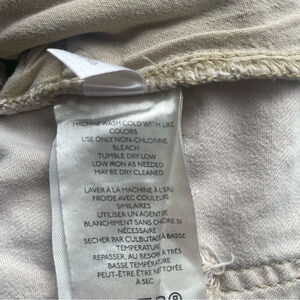 MACHINE WASH COLD WITH LIKE
COLORS
USE ONLY NON-CHLORINE
BLEACH
TUMBLE DRY LOW
LOW IRON AS NEEDED
MAY BE DRY CLEANED
LAVER À LA MACHINE À L'EAU
FROIDE AVEC COULEURS
SIMILAIRES
UTILISER UN AGENT DE
BLANCHIMENT SANS CHLORE, SI
NÉCESSAIRE
SECHER PAR CULBUTAGE À BASSE
TEMPERATURE
REPASSER, AU BESOIN À TRÈS
BASSE TEMPÉRATURE
PEUT-ÊTRE ÊTRE NETTOYÉE
À SEC